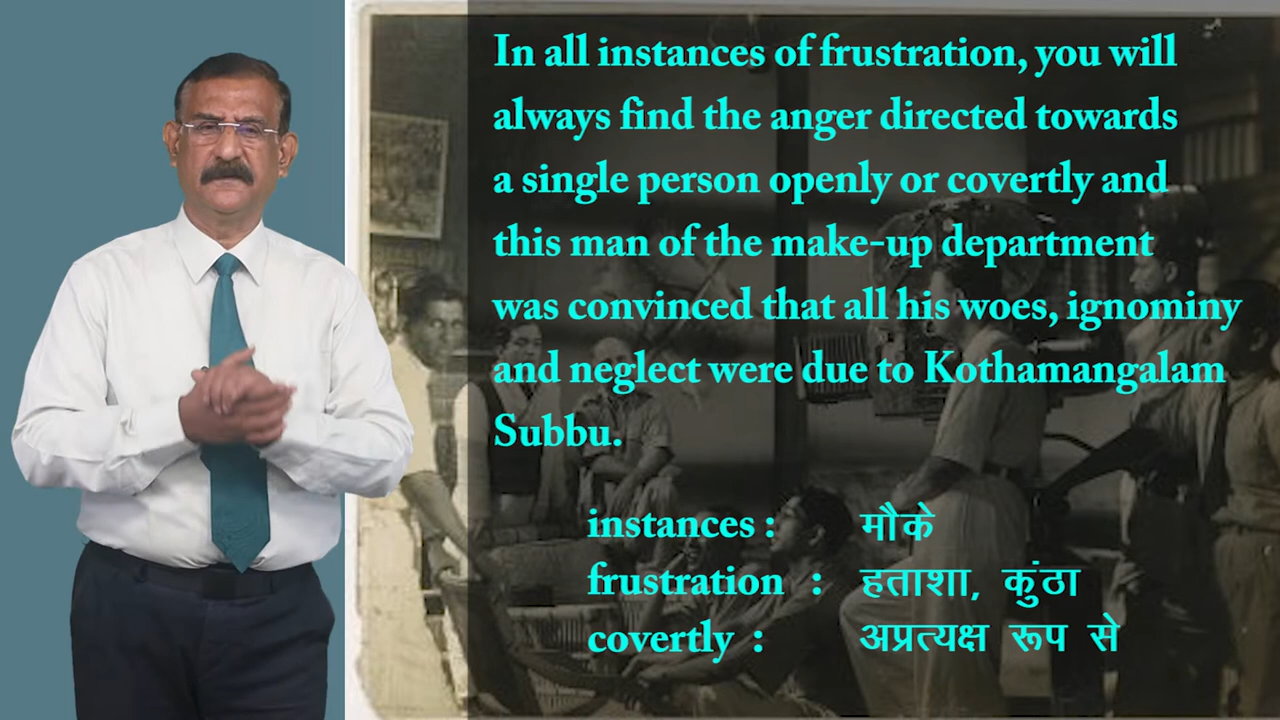 In all instances of frustration, you will
always find the anger directed towards
a single person openly or covertly and
this man of the make-up department
was convinced that all his woes, ignominy
and neglect were due to Kothamangalam
Subbu.
instances : मौके
frustration : हताशा, कुंठा
covertly : अप्रत्यक्ष रूप से